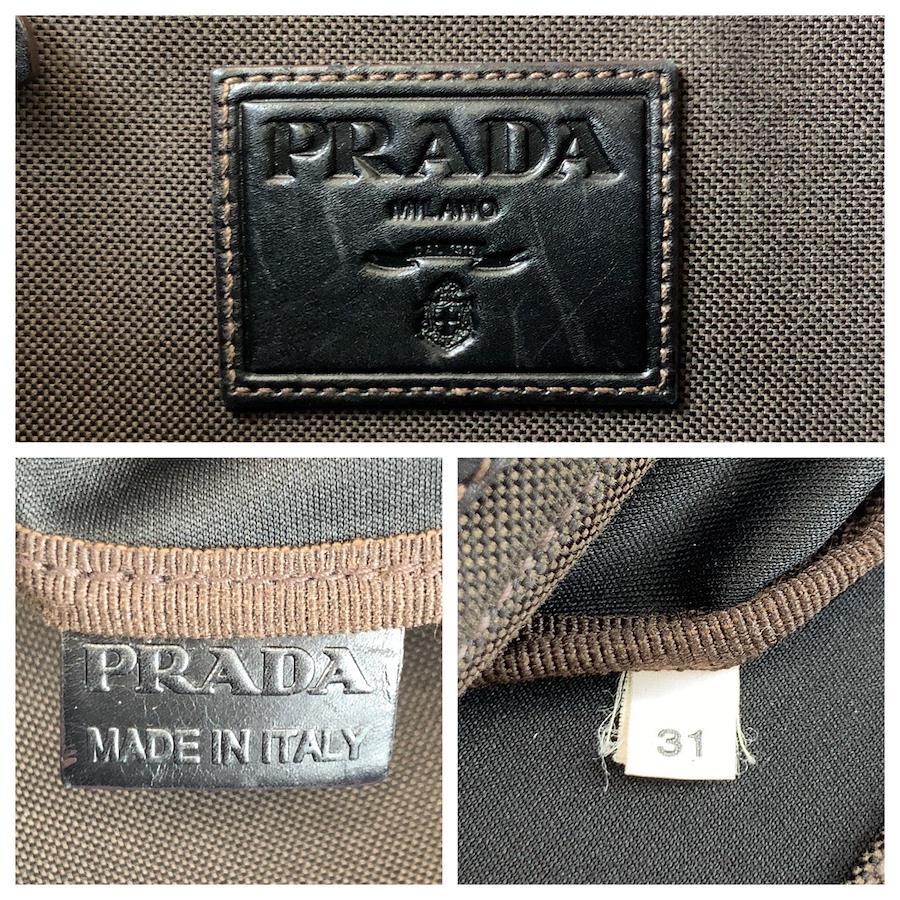 PRADA
MILANO
DAL 1913
PRADA
MADE IN ITALY
31